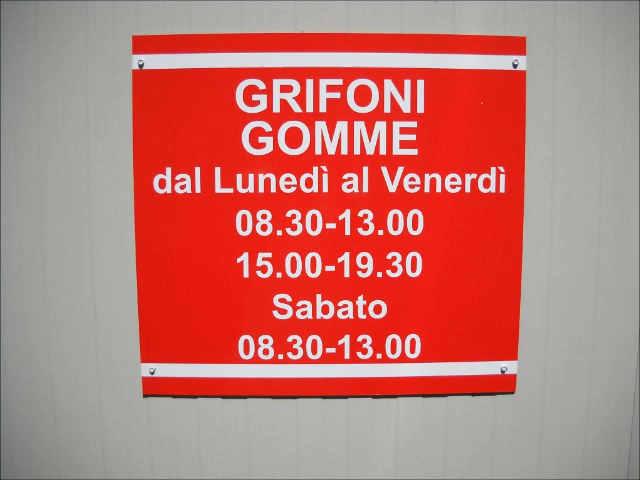 GRIFONI
GOMME
dal Lunedì al Venerdì
08.30-13.00
15.00-19.30
Sabato
08.30-13.00